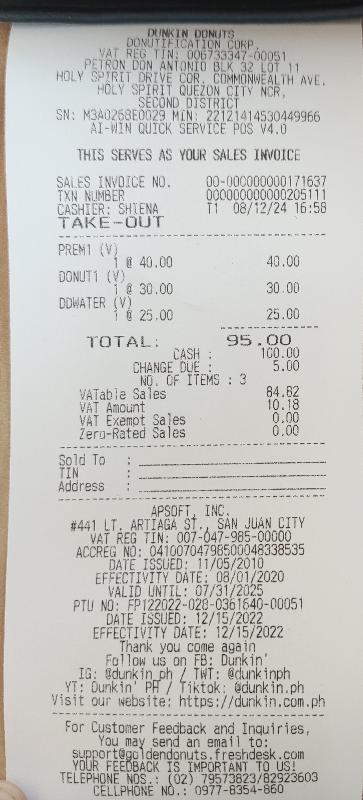 DUNKIN DONUTS
DONUTIFICATION CORP
VAT REG TIN: 006733347-00051
PETRON DON ANTONIO BLK 32 LOT 11
HOLY SPIRIT DRIVE COR. COMMONWEALTH AVE.
HOLY SPIRIT QUEZON CITY NCR,
SECOND DISTRICT
SN: M3A0268E0029 MIN: 22121414530449966
AI-WIN QUICK SERVICE POS V4.0
THIS SERVES AS YOUR SALES INVOICE
SALES INVOICE NO. 00-000000000171637
TXN NUMBER 000000000000205111
CASHIER: SHIENA T1 08/12/24 16:58
TAKE-OUT
PREM1 (V)
1 @ 40.00 40.00
DONUT1 (V)
1 @ 30.00 30.00
DDWATER (V)
1 @ 25.00 25.00
TOTAL: 95.00
CASH : 100.00
CHANGE DUE : 5.00
NO. OF ITEMS : 3
VATable Sales 84.82
VAT Amount 10.18
VAT Exempt Sales 0.00
Zero-Rated Sales 0.00
Sold To :
TIN :
Address :
APSOFT, INC.
#441 LT. ARTIAGA ST., SAN JUAN CITY
VAT REG TIN: 007-047-985-00000
ACCREG NO: 04100704798500048338535
DATE ISSUED: 11/05/2010
EFFECTIVITY DATE: 08/01/2020
VALID UNTIL: 07/31/2025
PTU NO: FP122022-028-0361640-00051
DATE ISSUED: 12/15/2022
EFFECTIVITY DATE: 12/15/2022
Thank you come again
Follow us on FB: Dunkin'
IG: @dunkin_ph / TWT: @dunkinph
YT: Dunkin' PH / Tiktok: @dunkin.ph
Visit our website: https://dunkin.com.ph
For Customer Feedback and Inquiries,
You may send an email to:
support@goldendonuts.freshdesk.com
YOUR FEEDBACK IS IMPORTANT TO US!
TELEPHONE NOS.: (02) 79573823/82923603
CELLPHONE NO.: 0977-8354-860